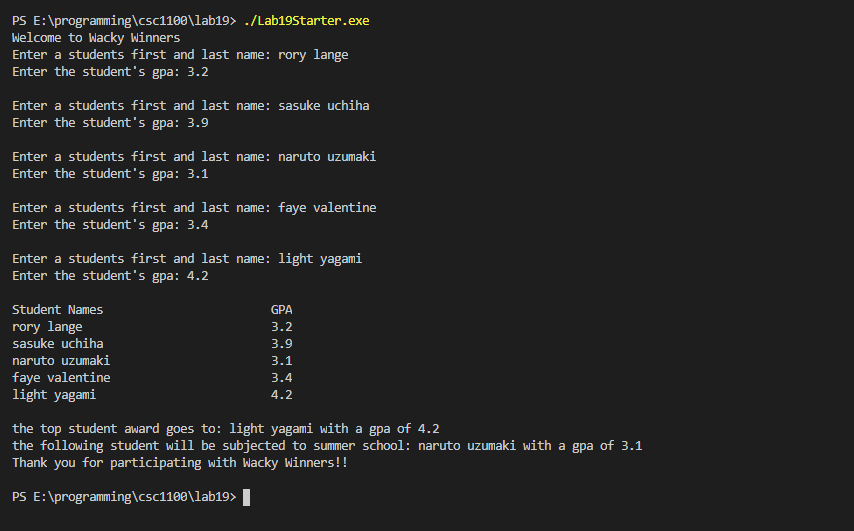 PS E:\programming\csc1100\lab19> ./Lab19Starter.exe
Welcome to Wacky Winners
Enter a students first and last name: rory lange
Enter the student's gpa: 3.2
Enter a students first and last name: sasuke uchiha
Enter the student's gpa: 3.9
Enter a students first and last name: naruto uzumaki
Enter the student's gpa: 3.1
Enter a students first and last name: faye valentine
Enter the student's gpa: 3.4
Enter a students first and last name: light yagami
Enter the student's gpa: 4.2
Student Names GPA
rory lange 3.2
sasuke uchiha 3.9
naruto uzumaki 3.1
faye valentine 3.4
light yagami 4.2
the top student award goes to: light yagami with a gpa of 4.2
the following student will be subjected to summer school: naruto uzumaki with a gpa of 3.1
Thank you for participating with Wacky Winners!!
PS E:\programming\csc1100\lab19>